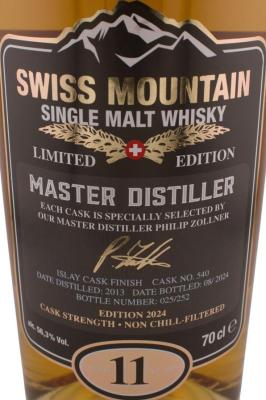 SWISS MOUNTAIN
SINGLE MALT WHISKY
LIMITED EDITION
MASTER DISTILLER
EACH CASK IS SPECIALLY SELECTED BY
OUR MASTER DISTILLER PHILIP ZOLLNER
ISLAY CASK FINISH CASK NO. 540
DATE DISTILLED: 2013 DATE BOTTLED: 08/2024
BOTTLE NUMBER: 025/252
EDITION 2024
CASK STRENGTH • NON CHILL-FILTERED
Alc. 56,3% Vol.
70 cl e
11